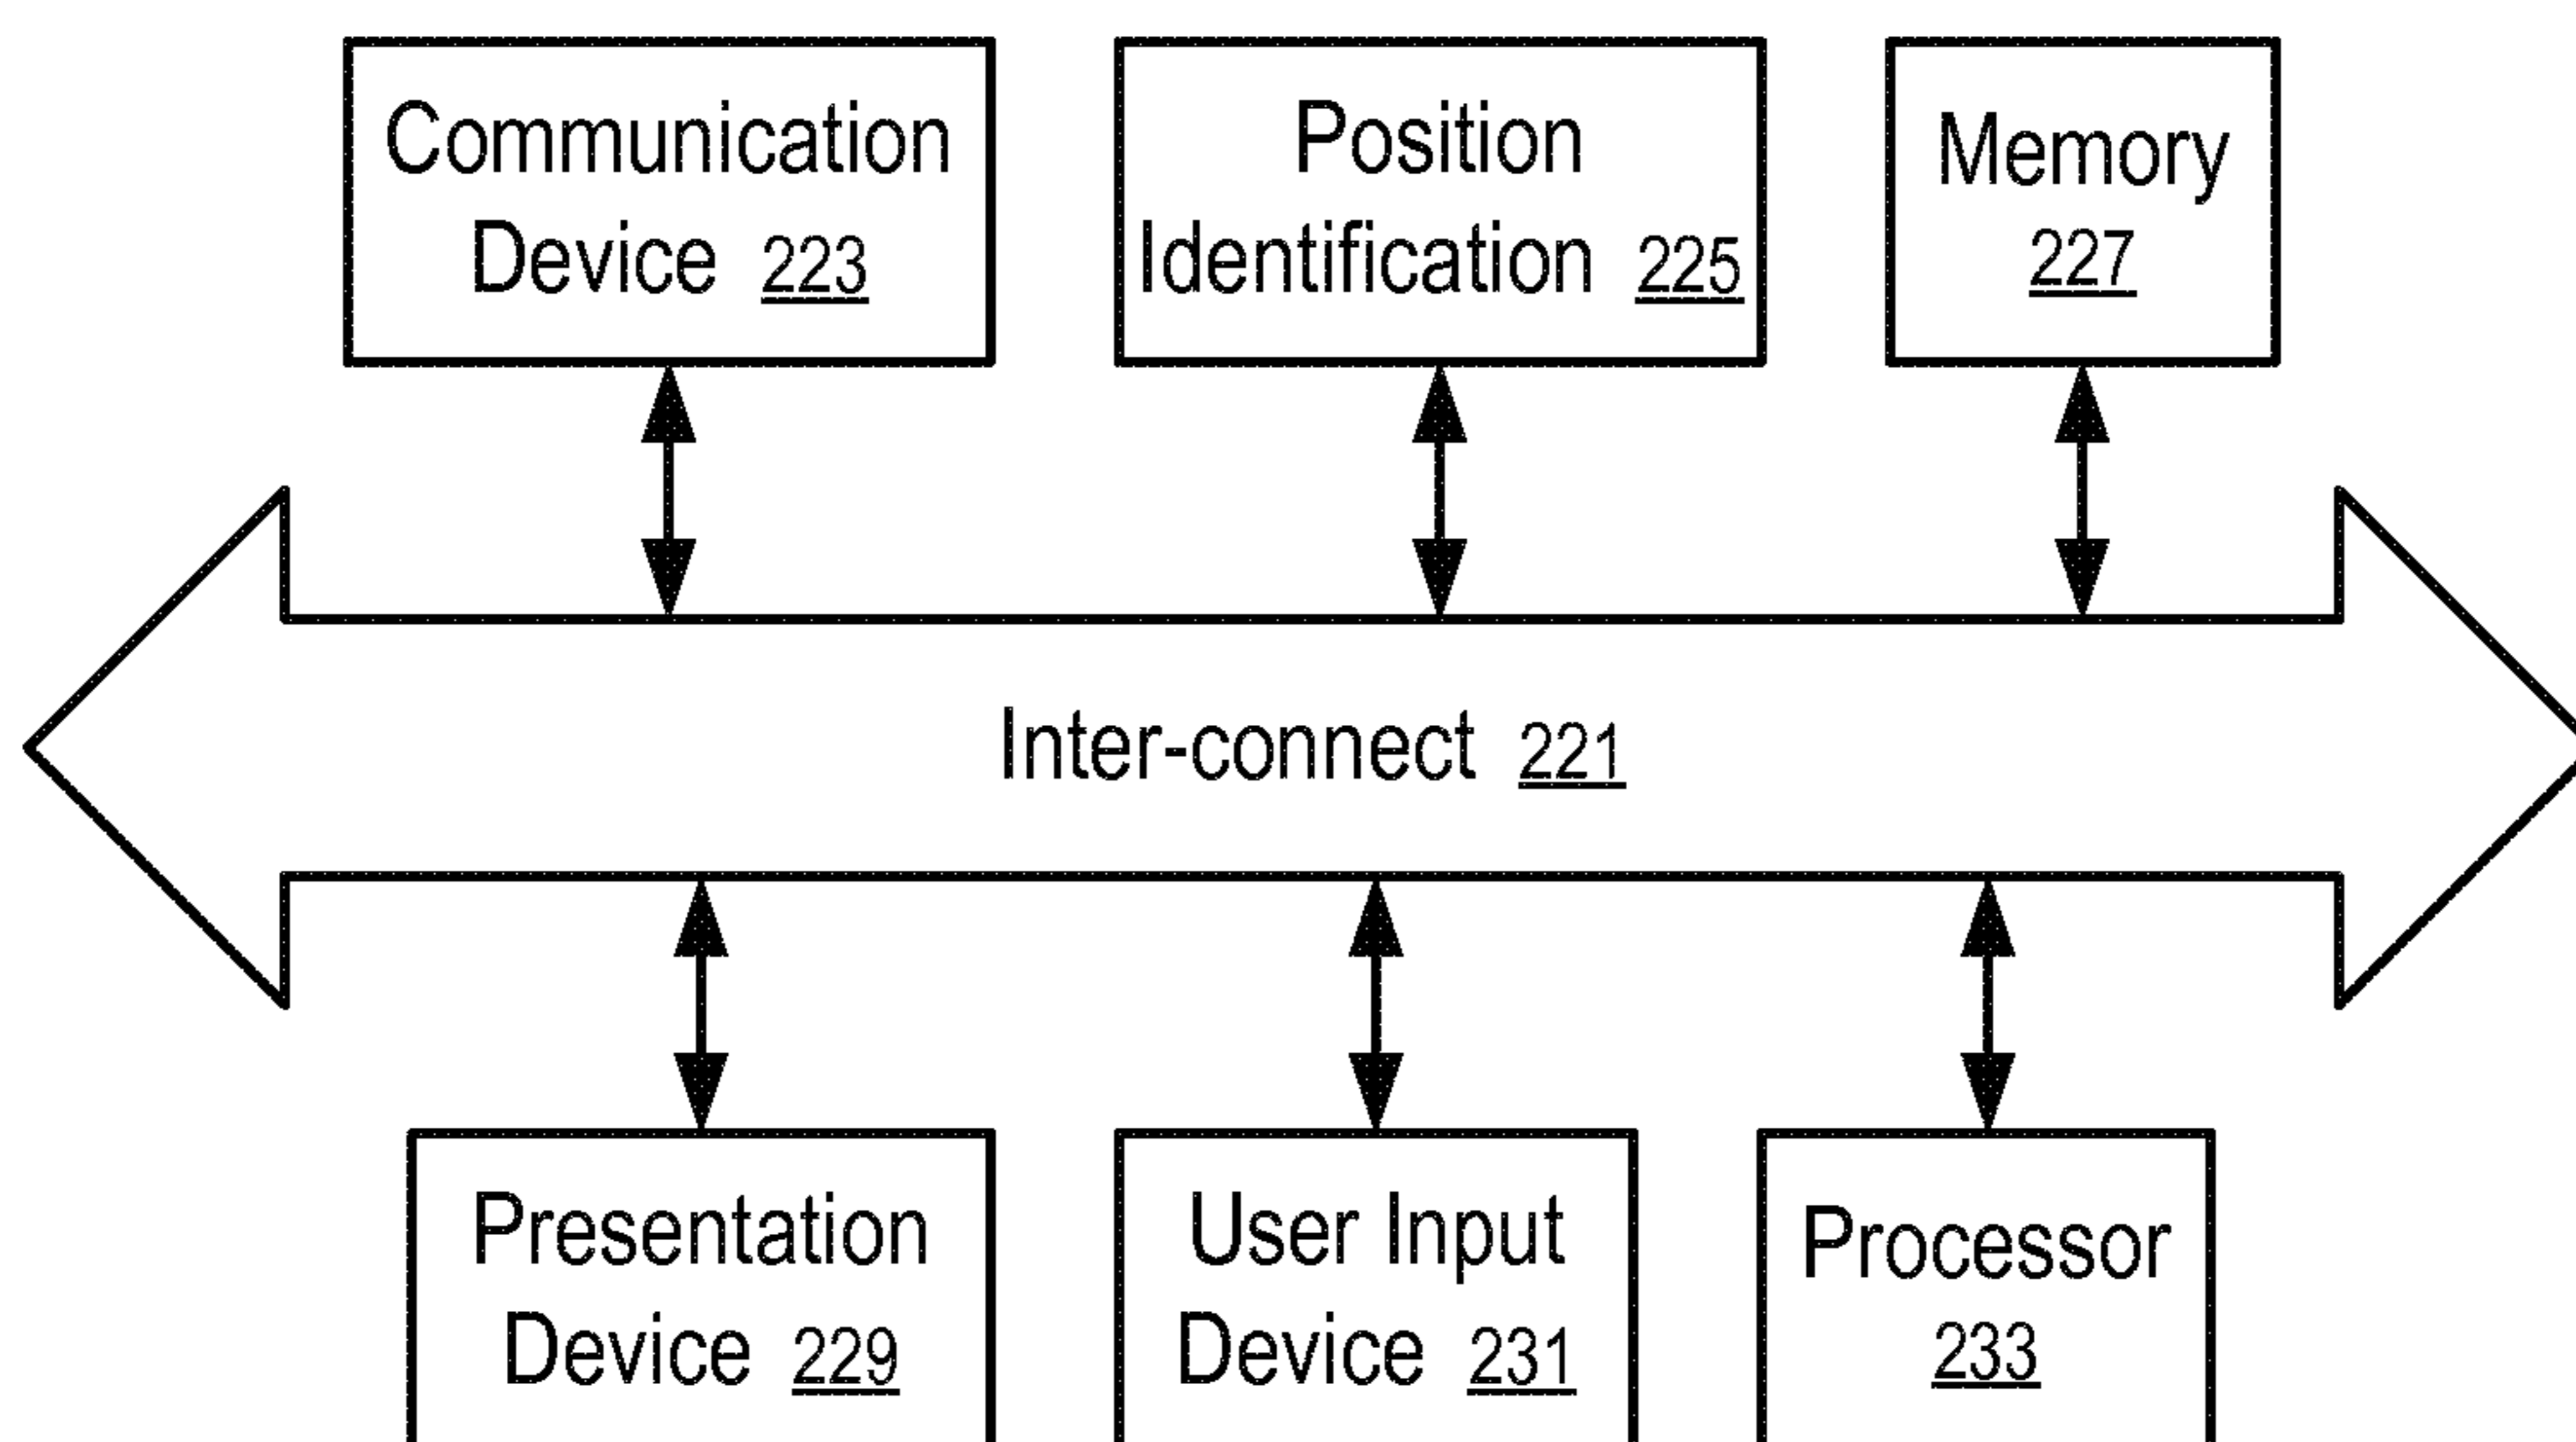 Communication
Device 223
Position
Identification 225
Memory
227
Inter-connect 221
Presentation
Device 229
User Input
Device 231
Processor
233